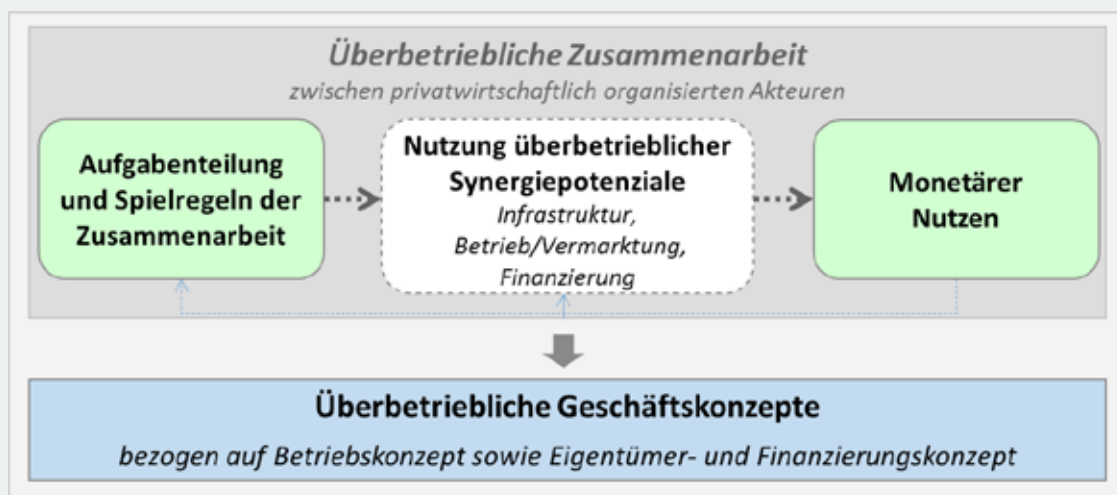 Überbetriebliche Zusammenarbeit
zwischen privatwirtschaftlich organisierten Akteuren
Aufgabenteilung
und Spielregeln der
Zusammenarbeit
Nutzung überbetrieblicher
Synergiepotenziale
Infrastruktur,
Betrieb/Vermarktung,
Finanzierung
Monetärer
Nutzen
Überbetriebliche Geschäftskonzepte
bezogen auf Betriebskonzept sowie Eigentümer- und Finanzierungskonzept